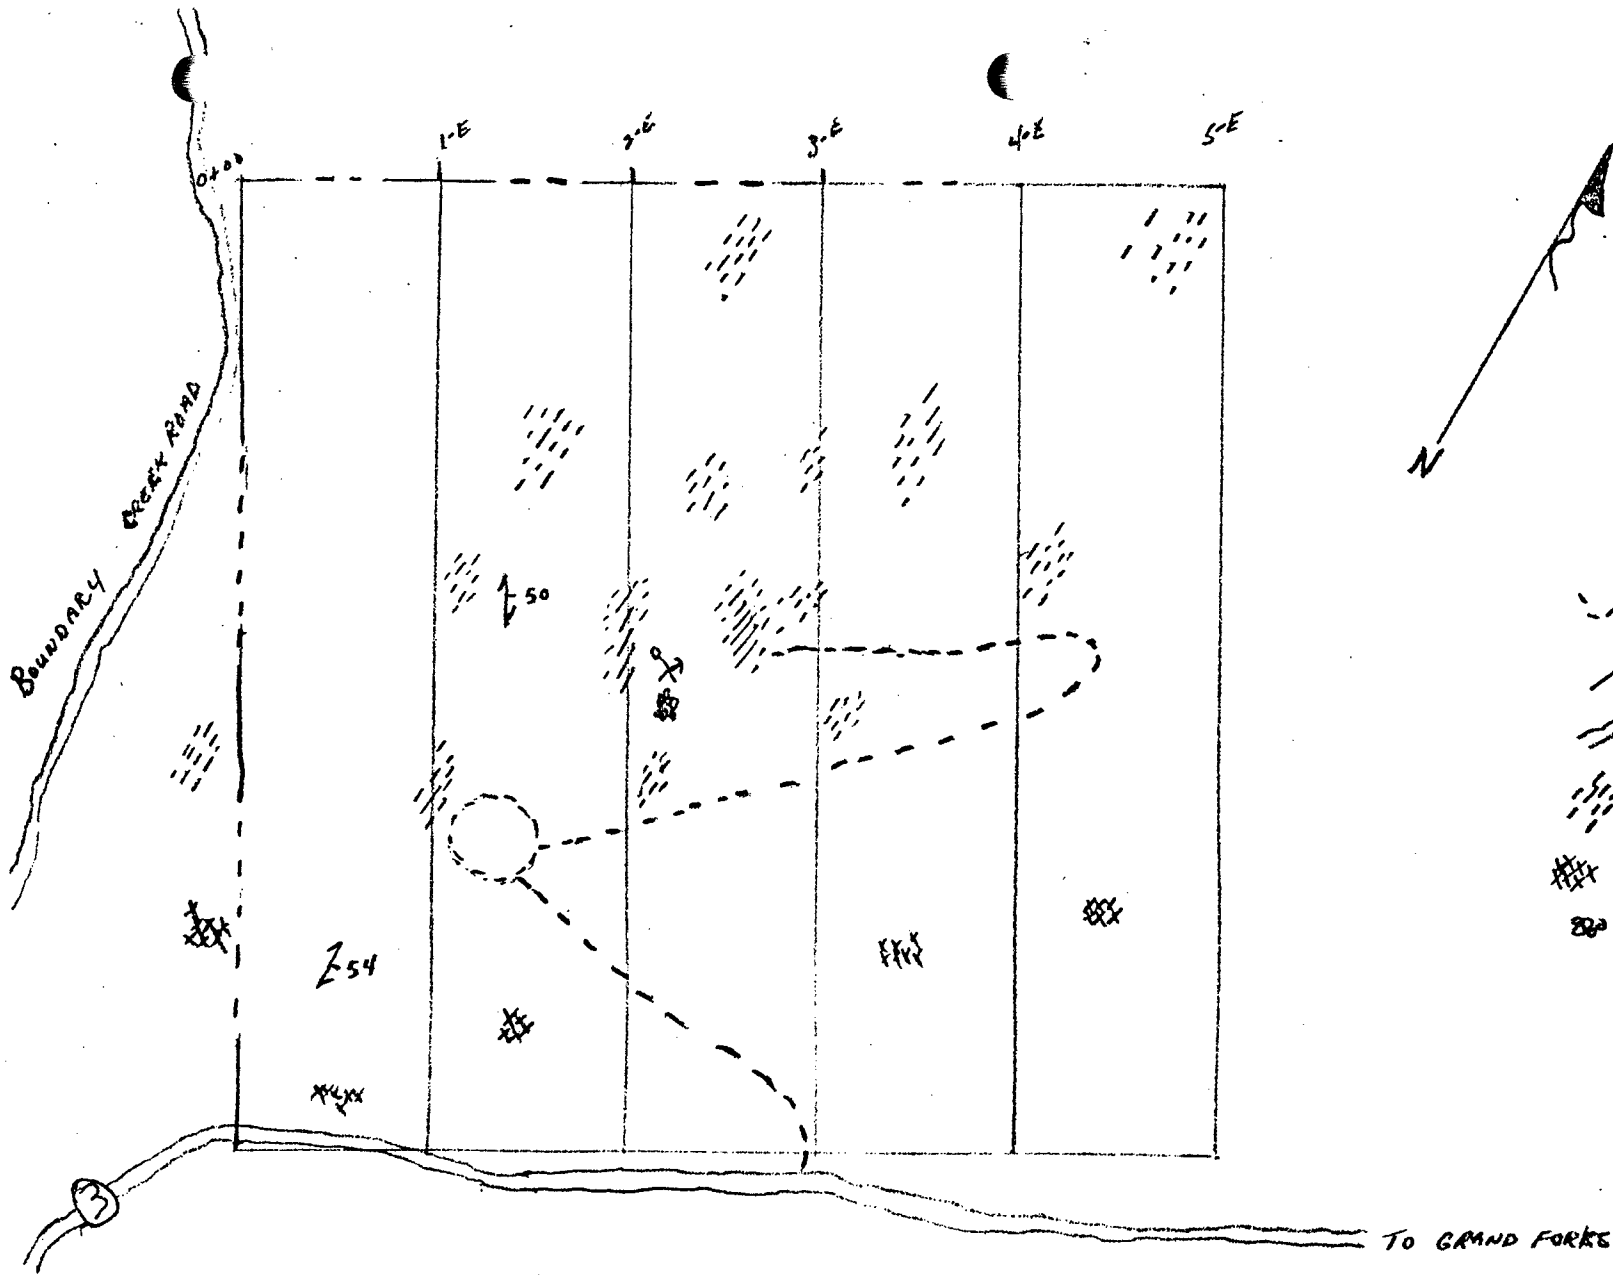 1-E
2-E
3-E
4-E
5-E
0+00
BOUNDARY CREEK ROAD
N
50
54
3
TO GRAND FORKS